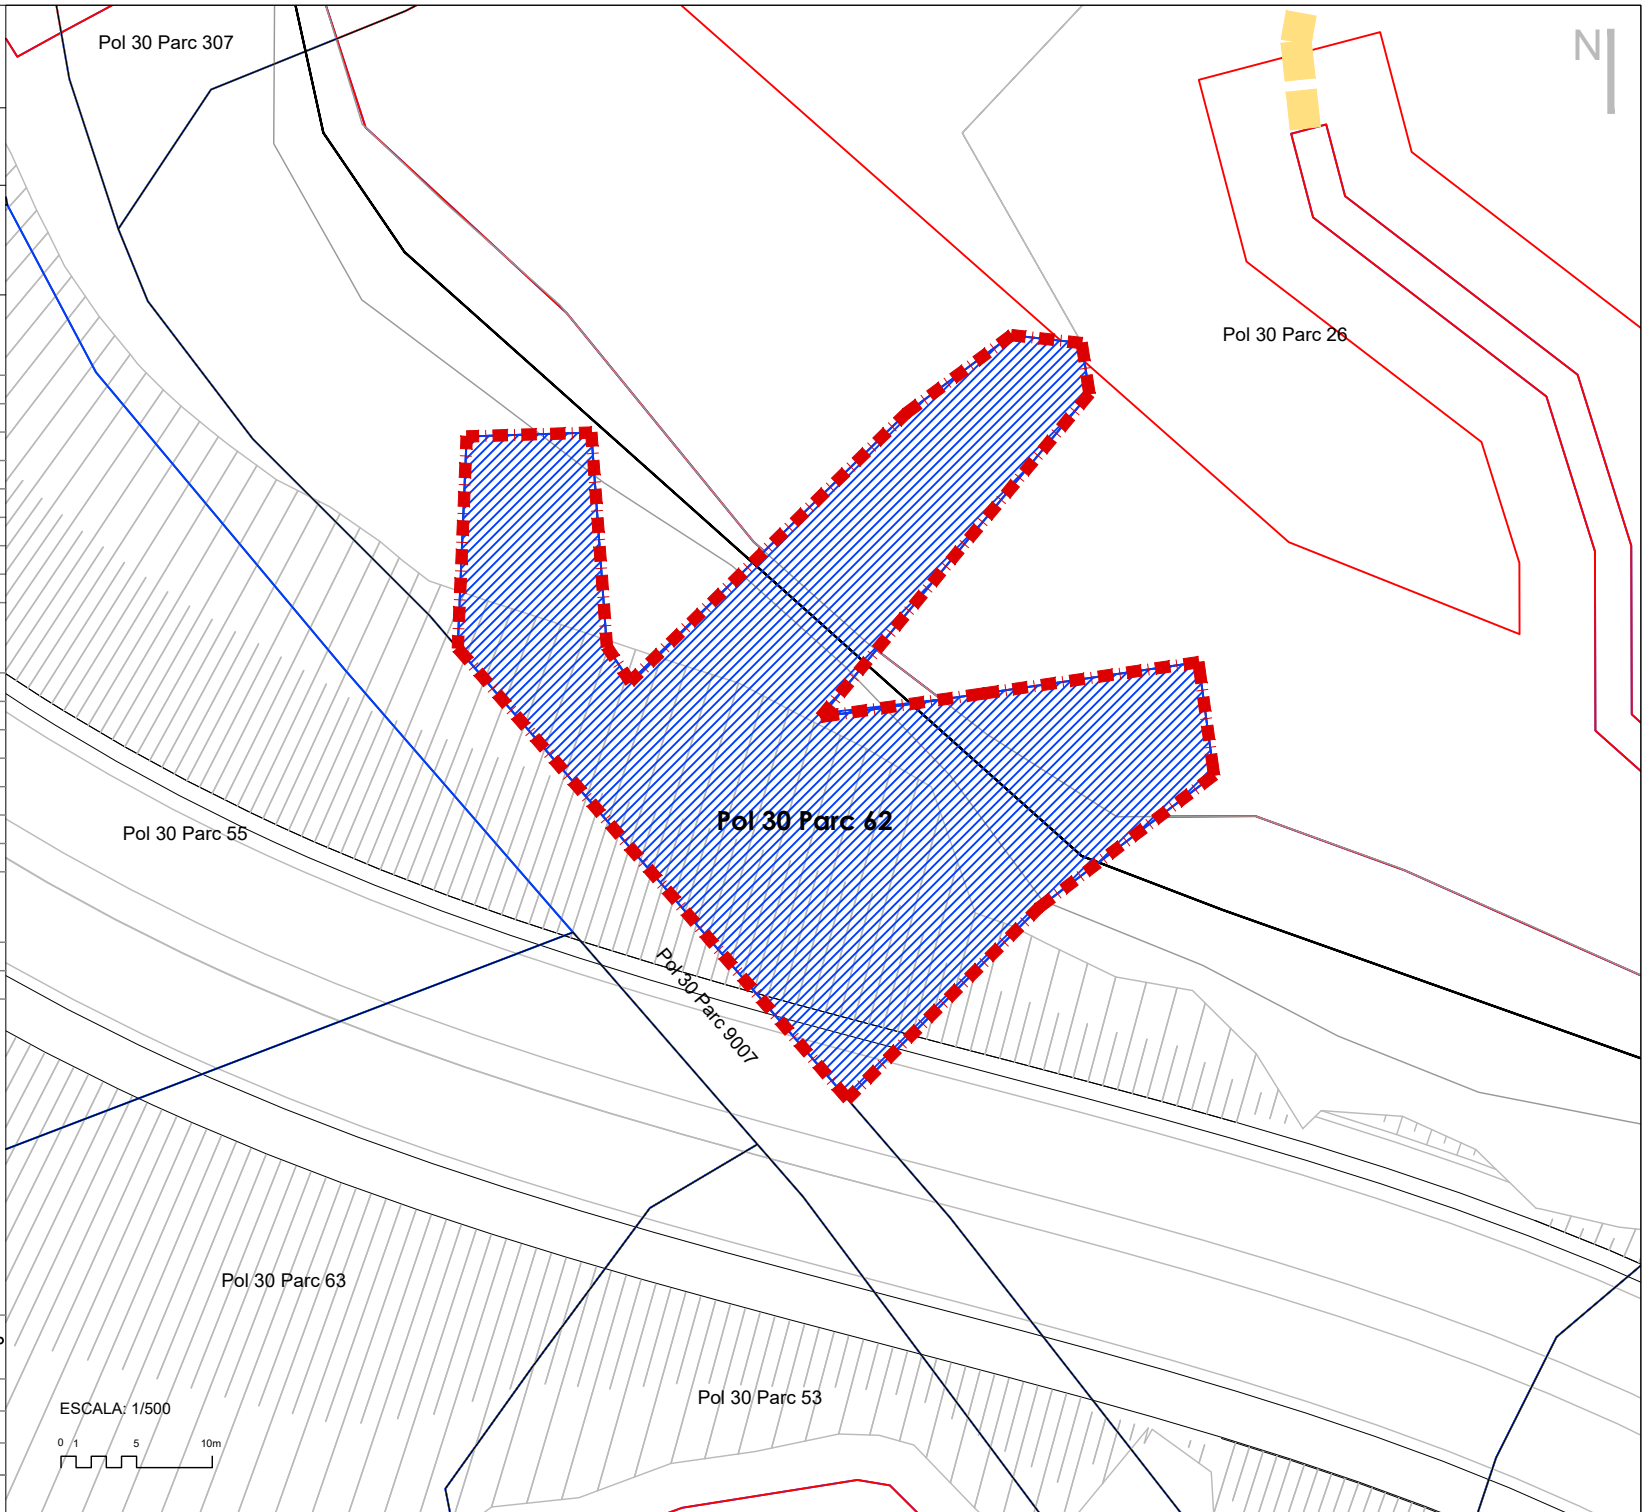 Pol 30 Parc 307
N
Pol 30 Parc 26
Pol 30 Parc 62
Pol 30 Parc 55
Pol 30 Parc 9007
Pol 30 Parc 63
Pol 30 Parc 53
ESCALA: 1/500
0 1 5 10m